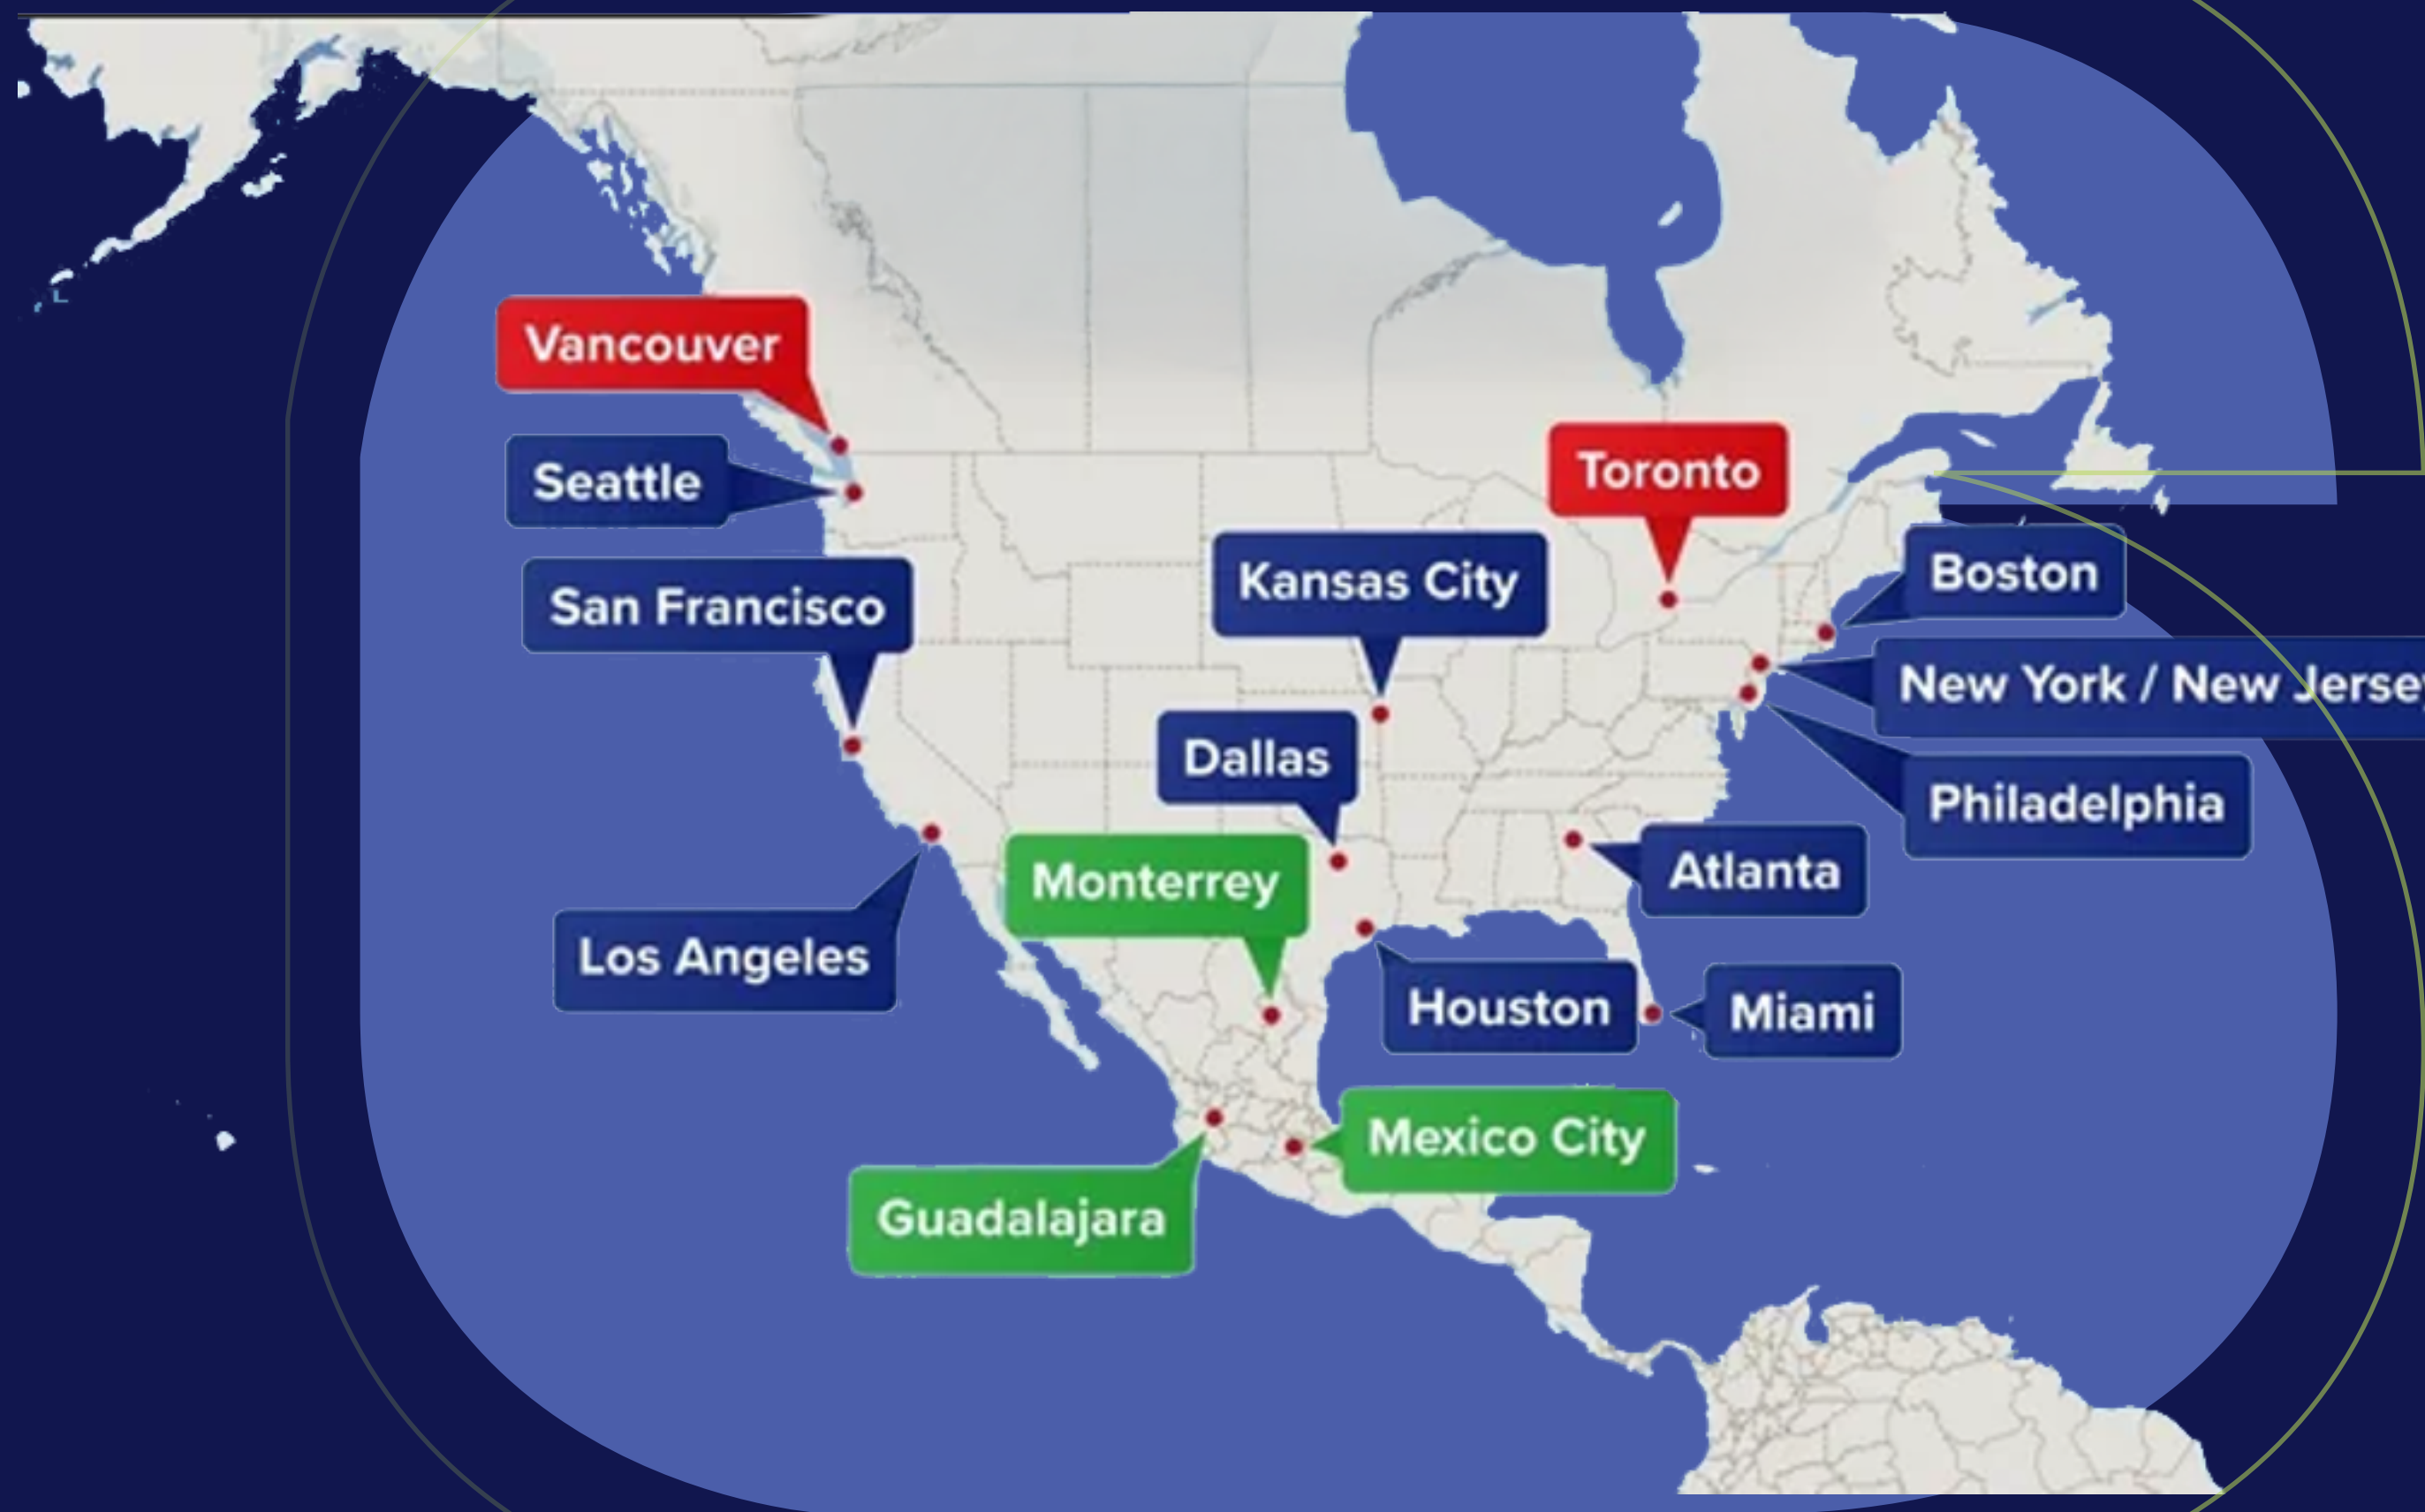 Vancouver
Seattle
Toronto
San Francisco
Kansas City
Boston
New York / New Jersey
Dallas
Philadelphia
Monterrey
Atlanta
Los Angeles
Houston
Miami
Mexico City
Guadalajara